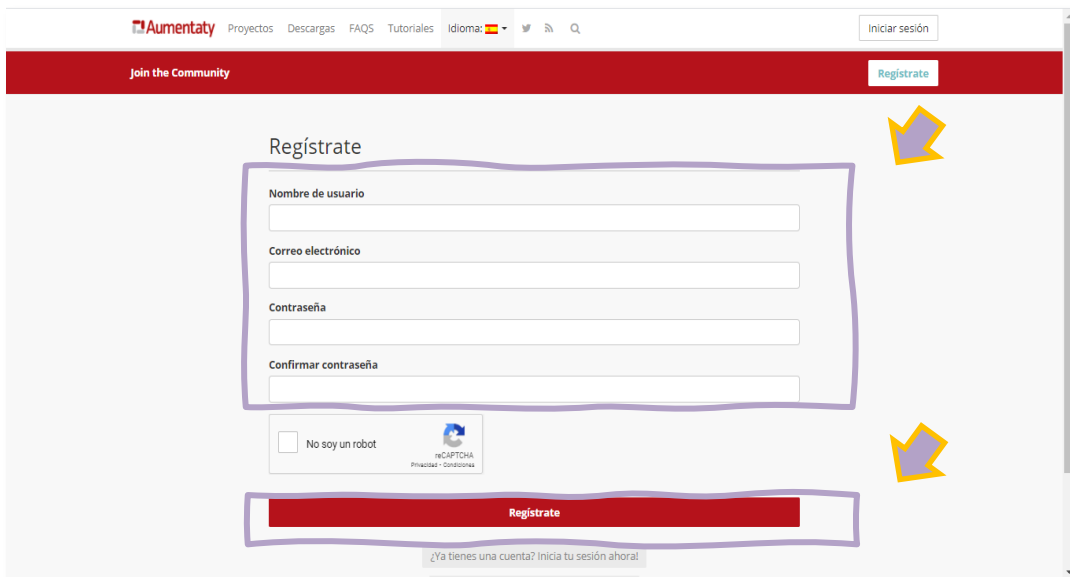 Aumentaty Proyectos Descargas FAQS Tutoriales Idioma: Iniciar sesión
Join the Community Regístrate
Regístrate
Nombre de usuario
Correo electrónico
Contraseña
Confirmar contraseña
No soy un robot
reCAPTCHA
Privacidad - Condiciones
Regístrate
¿Ya tienes una cuenta? Inicia tu sesión ahora!